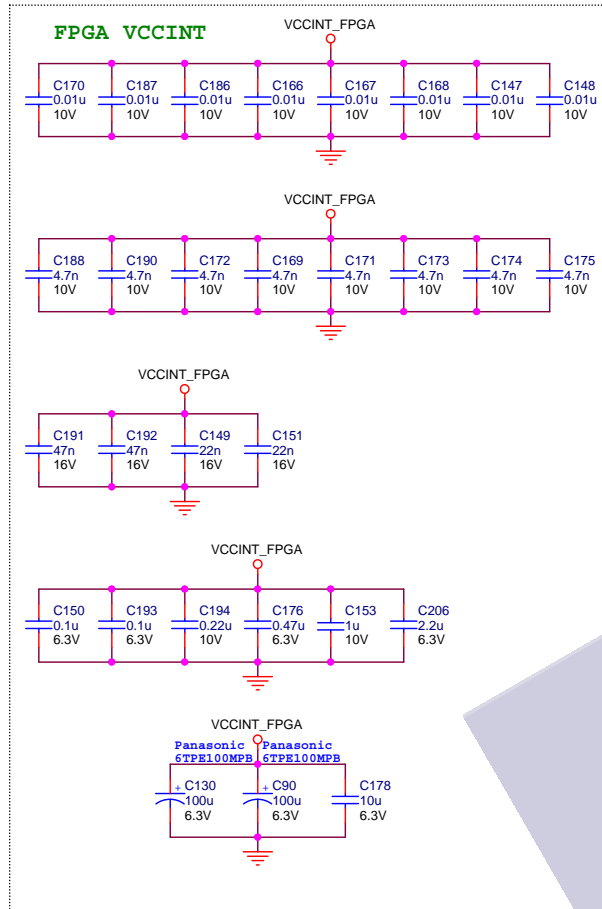 FPGA VCCINT
VCCINT_FPGA
C170 C187 C186 C166 C167 C168 C147 C148
0.01u 0.01u 0.01u 0.01u 0.01u 0.01u 0.01u 0.01u
10V 10V 10V 10V 10V 10V 10V 10V
VCCINT_FPGA
C188 C190 C172 C169 C171 C173 C174 C175
4.7n 4.7n 4.7n 4.7n 4.7n 4.7n 4.7n 4.7n
10V 10V 10V 10V 10V 10V 10V 10V
VCCINT_FPGA
C191 C192 C149 C151
47n 47n 22n 22n
16V 16V 16V 16V
VCCINT_FPGA
C150 C193 C194 C176 C153 C206
0.1u 0.1u 0.22u 0.47u 1u 2.2u
6.3V 6.3V 10V 6.3V 10V 6.3V
VCCINT_FPGA
Panasonic Panasonic
6TPE100MPB 6TPE100MPB
+ C130 + C90 C178
100u 100u 10u
6.3V 6.3V 6.3V